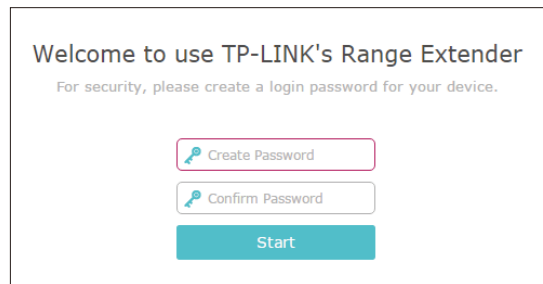 Welcome to use TP-LINK's Range Extender
For security, please create a login password for your device.
Create Password
Confirm Password
Start